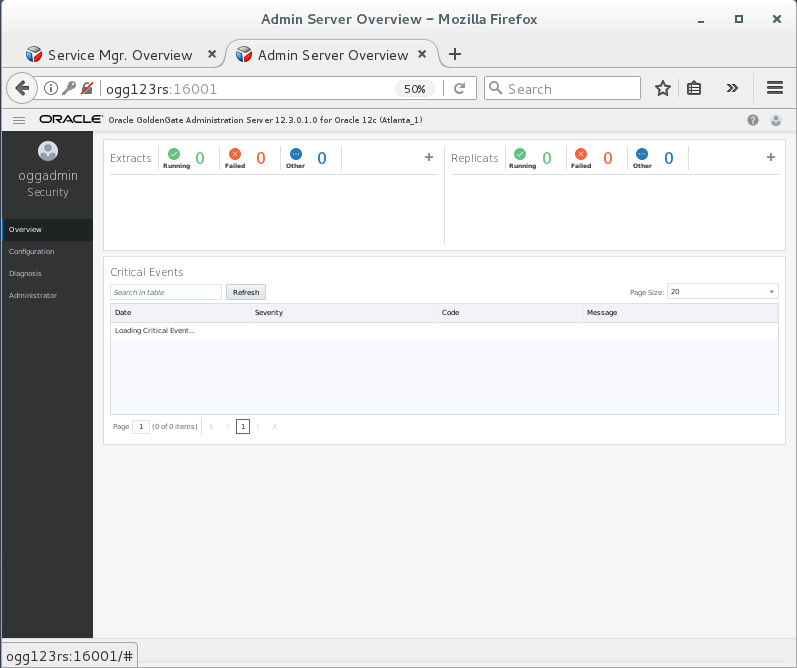 Admin Server Overview – Mozilla Firefox
Service Mgr. Overview
Admin Server Overview
ogg123rs:16001
50%
Search
ORACLE Oracle GoldenGate Administration Server 12.3.0.1.0 for Oracle 12c (Atlanta_1)
oggadmin
Security
Overview
Configuration
Diagnosis
Administrator
Extracts
Running 0
Failed 0
Other 0
Replicats
Running 0
Failed 0
Other 0
Critical Events
Search in table
Refresh
Page Size: 20
Date Severity Code Message
Loading Critical Event...
Page 1 (0 of 0 items) 1
ogg123rs:16001/#